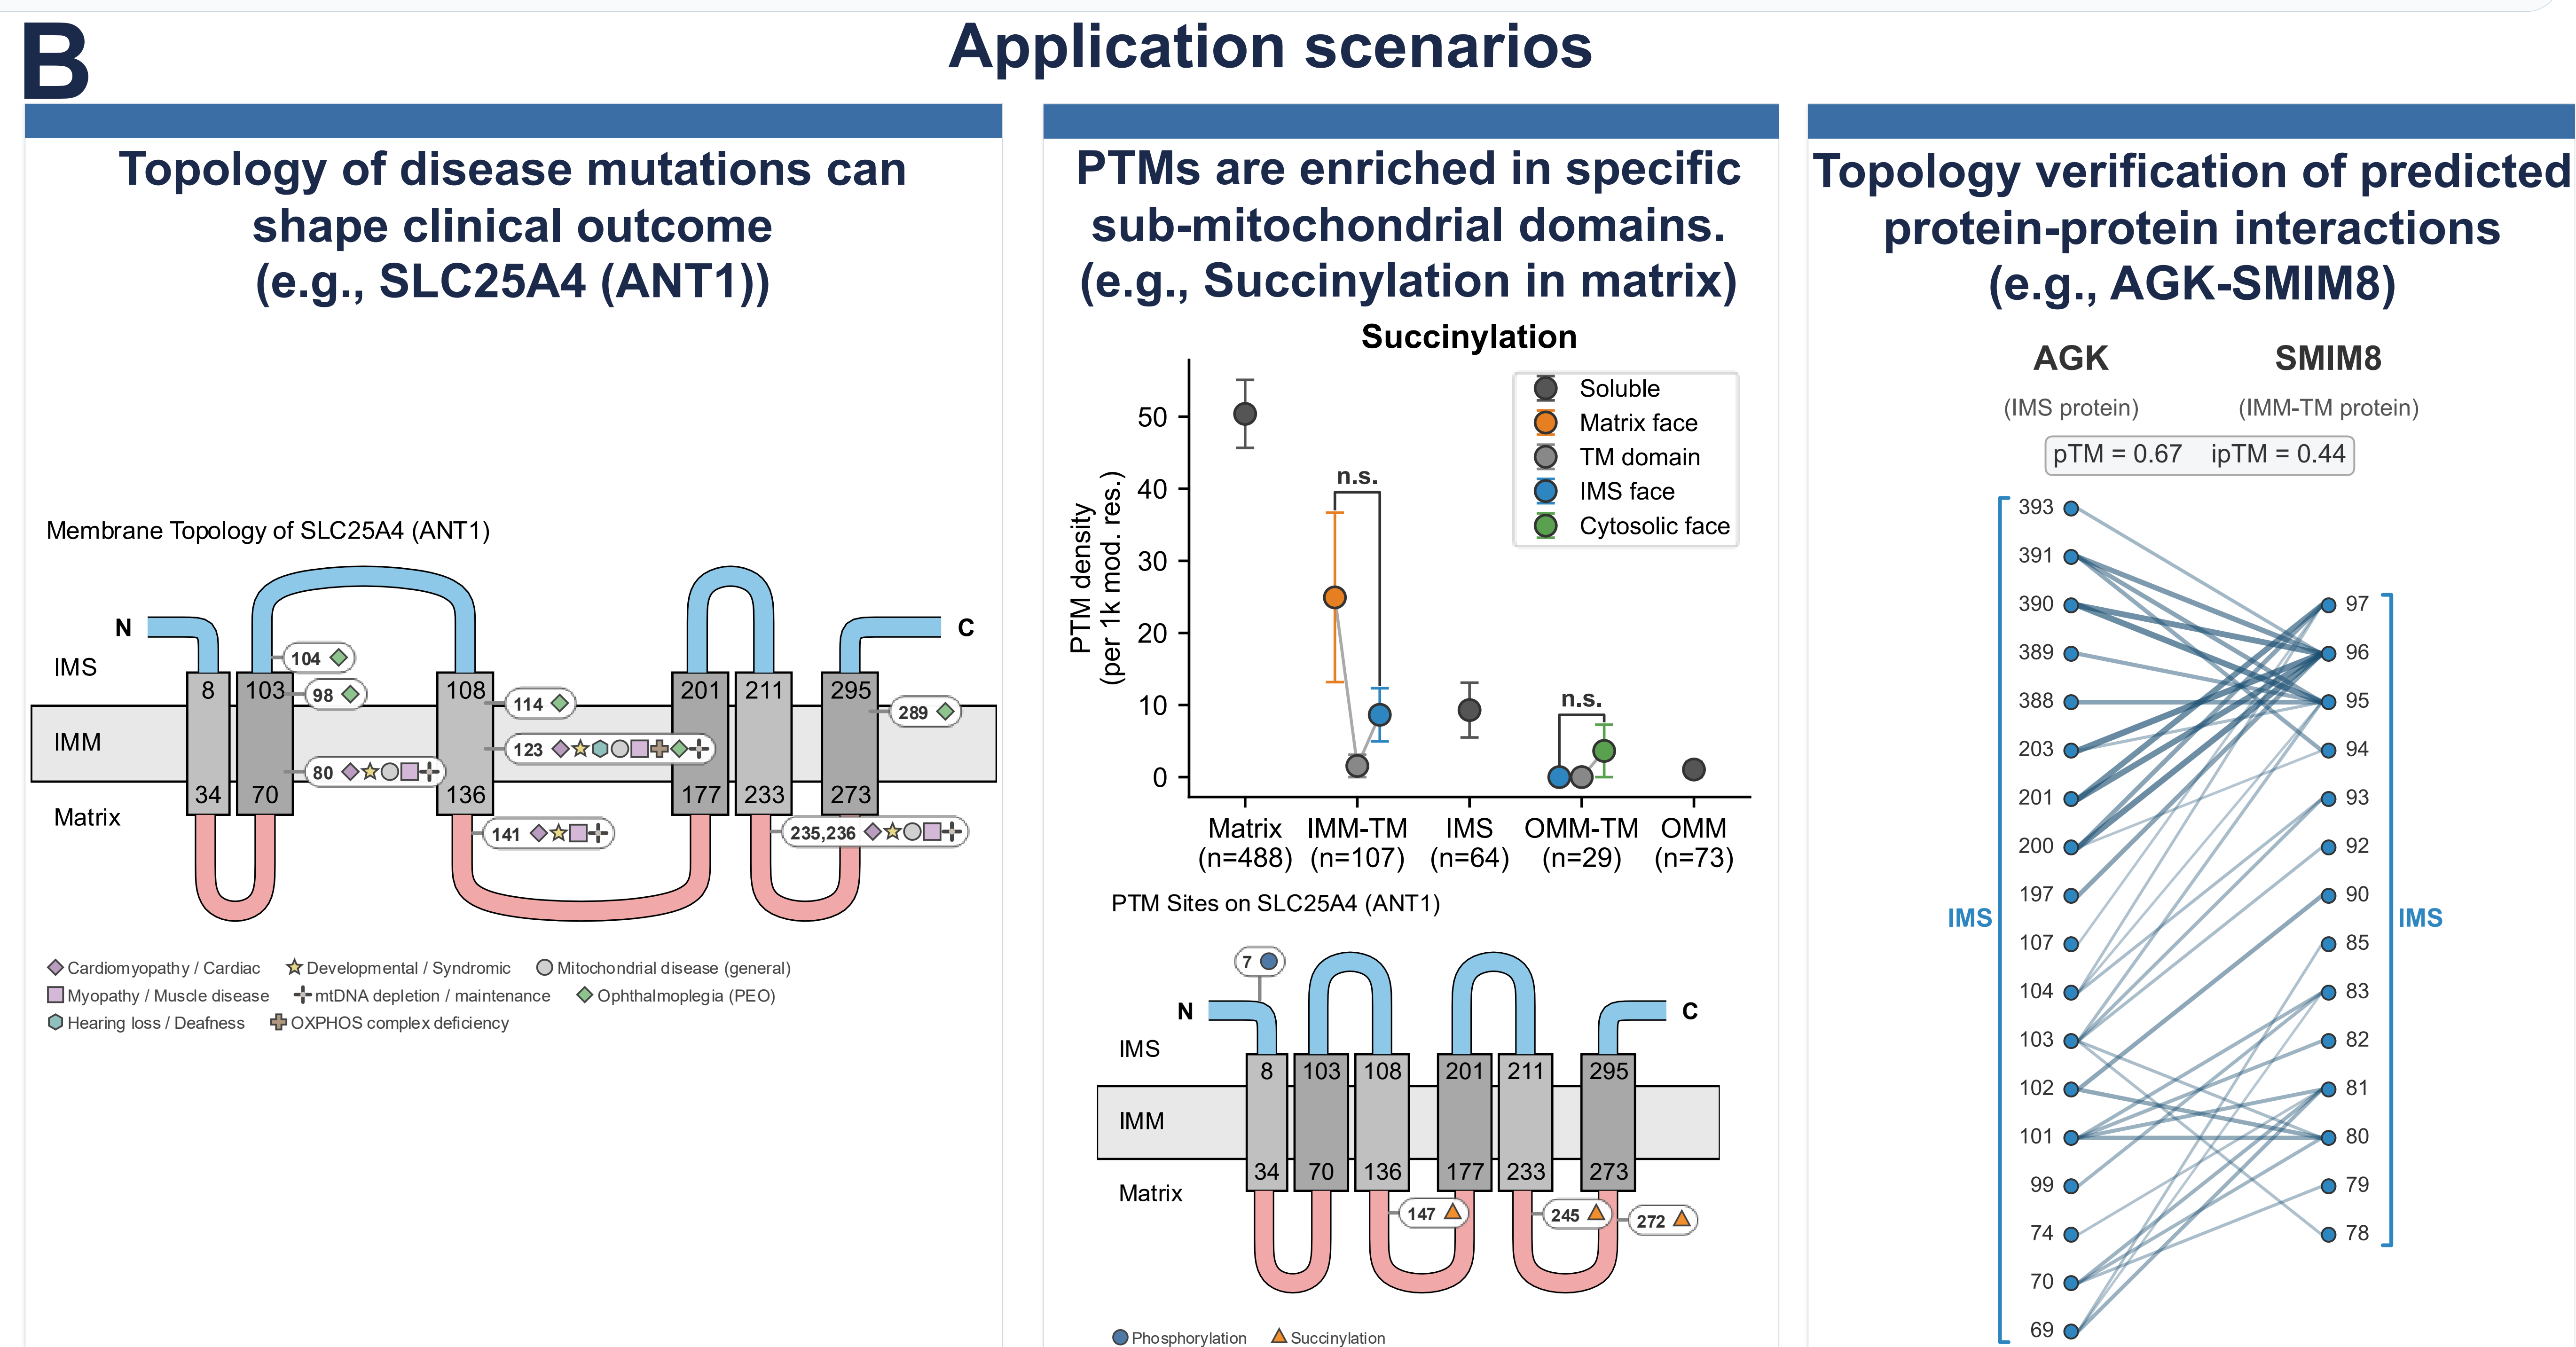 B
Application scenarios
Topology of disease mutations can
shape clinical outcome
(e.g., SLC25A4 (ANT1))
Membrane Topology of SLC25A4 (ANT1)
N
C
IMS
IMM
Matrix
8
103
108
201
211
295
34
70
136
177
233
273
104
98
80
114
123
141
235,236
289
Cardiomyopathy / Cardiac
Developmental / Syndromic
Mitochondrial disease (general)
Myopathy / Muscle disease
mtDNA depletion / maintenance
Ophthalmoplegia (PEO)
Hearing loss / Deafness
OXPHOS complex deficiency
PTMs are enriched in specific
sub-mitochondrial domains.
(e.g., Succinylation in matrix)
Succinylation
PTM density
(per 1k mod. res.)
50
40
30
20
10
0
n.s.
n.s.
Soluble
Matrix face
TM domain
IMS face
Cytosolic face
Matrix
(n=488)
IMM-TM
(n=107)
IMS
(n=64)
OMM-TM
(n=29)
OMM
(n=73)
PTM Sites on SLC25A4 (ANT1)
7
N
C
IMS
IMM
Matrix
8
103
108
201
211
295
34
70
136
177
233
273
147
245
272
Phosphorylation
Succinylation
Topology verification of predicted
protein-protein interactions
(e.g., AGK-SMIM8)
AGK
(IMS protein)
SMIM8
(IMM-TM protein)
pTM = 0.67 ipTM = 0.44
IMS
393
391
390
389
388
203
201
200
197
107
104
103
102
101
99
74
70
69
97
96
95
94
93
92
90
85
83
82
81
80
79
78
IMS